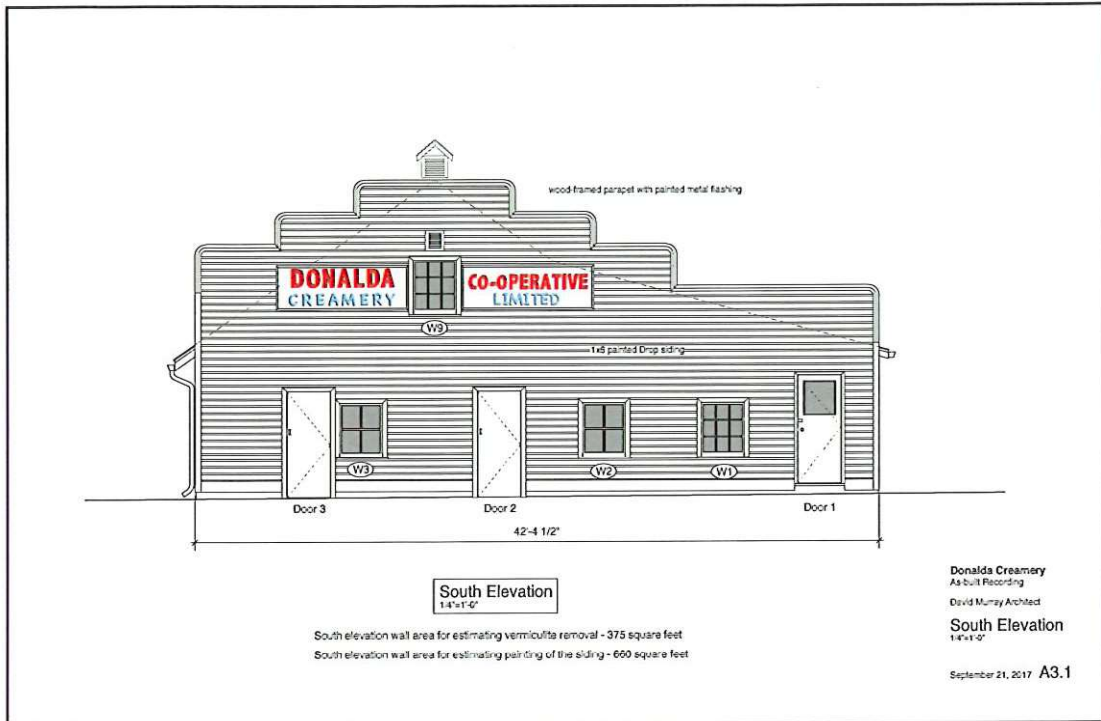 wood-framed parapet with painted metal flashing
DONALDA
CREAMERY
CO-OPERATIVE
LIMITED
W9
1x6 painted Drop siding
W3
W2
W1
Door 3
Door 2
Door 1
42'-4 1/2"
South Elevation
1/4"=1'-0"
South elevation wall area for estimating vermiculite removal - 375 square feet
South elevation wall area for estimating painting of the siding - 660 square feet
Donalda Creamery
As-built Recording
David Murray Architect
South Elevation
1/4"=1'-0"
September 21, 2017 A3.1